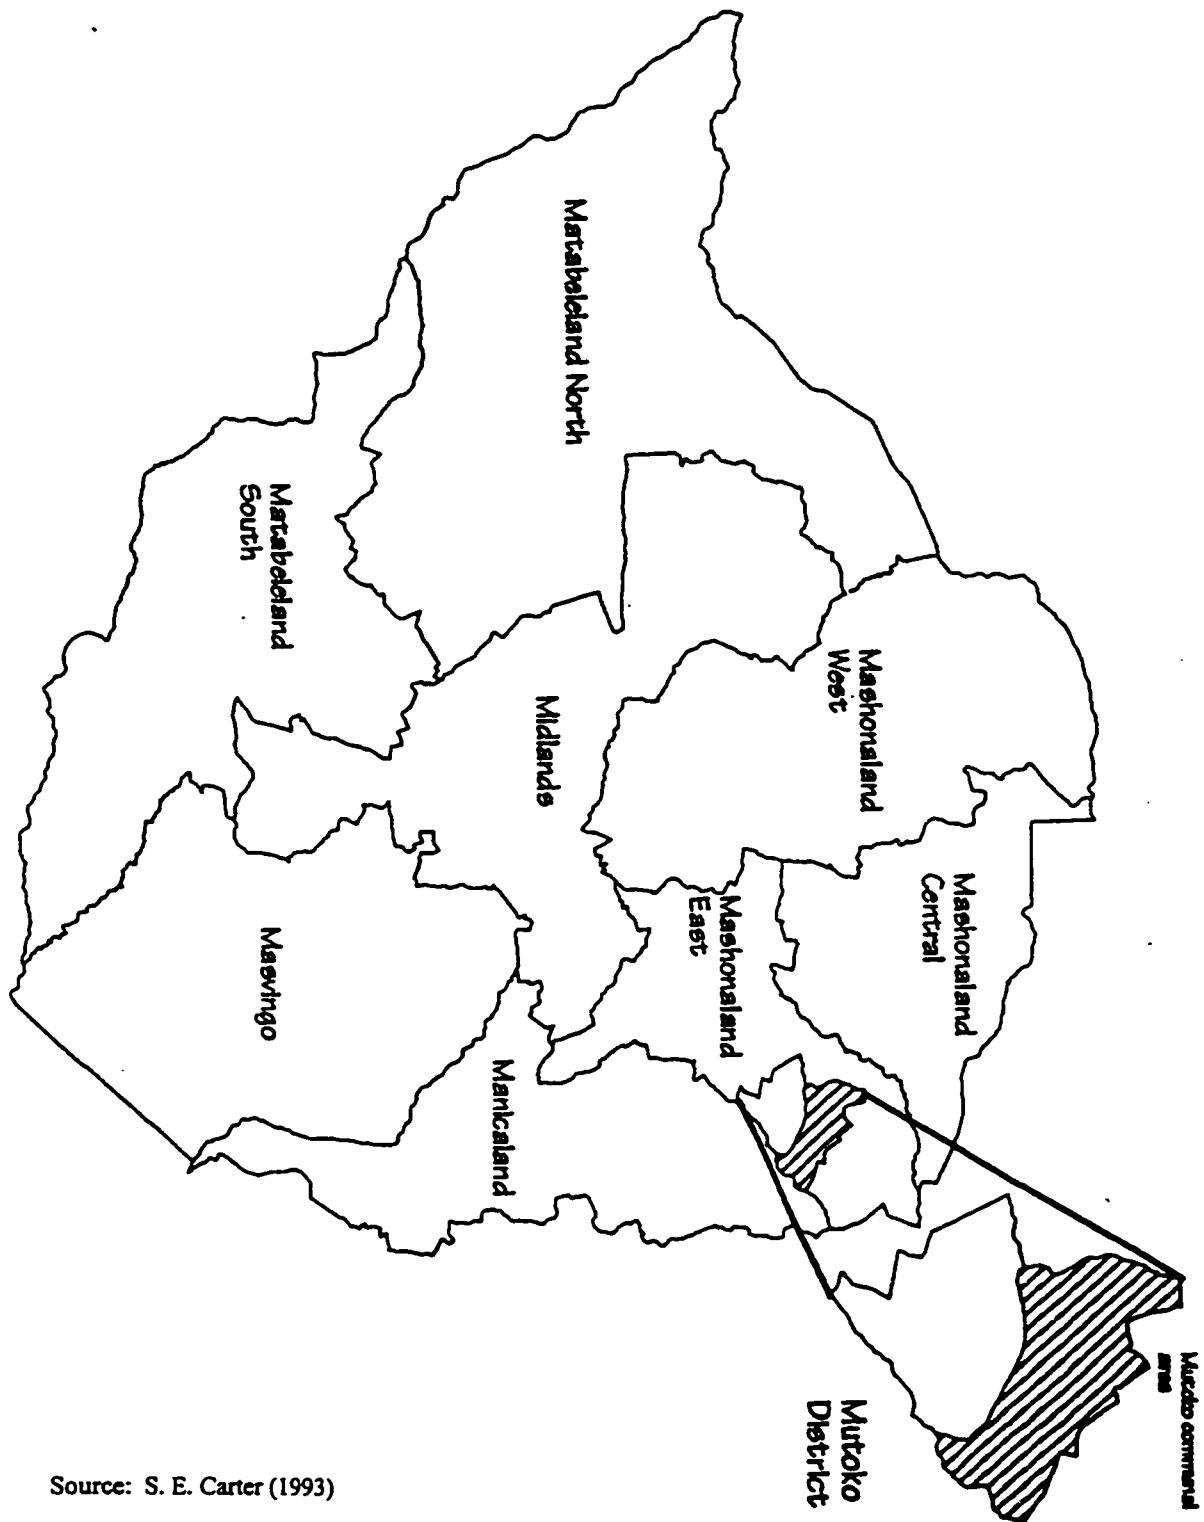 Mutoko communal
area
Mutoko
District
Mashonaland
Central
Mashonaland
West
Mashonaland
East
Matabeleland North
Midlands
Manicaland
Matabeleland
South
Masvingo
Source: S. E. Carter (1993)